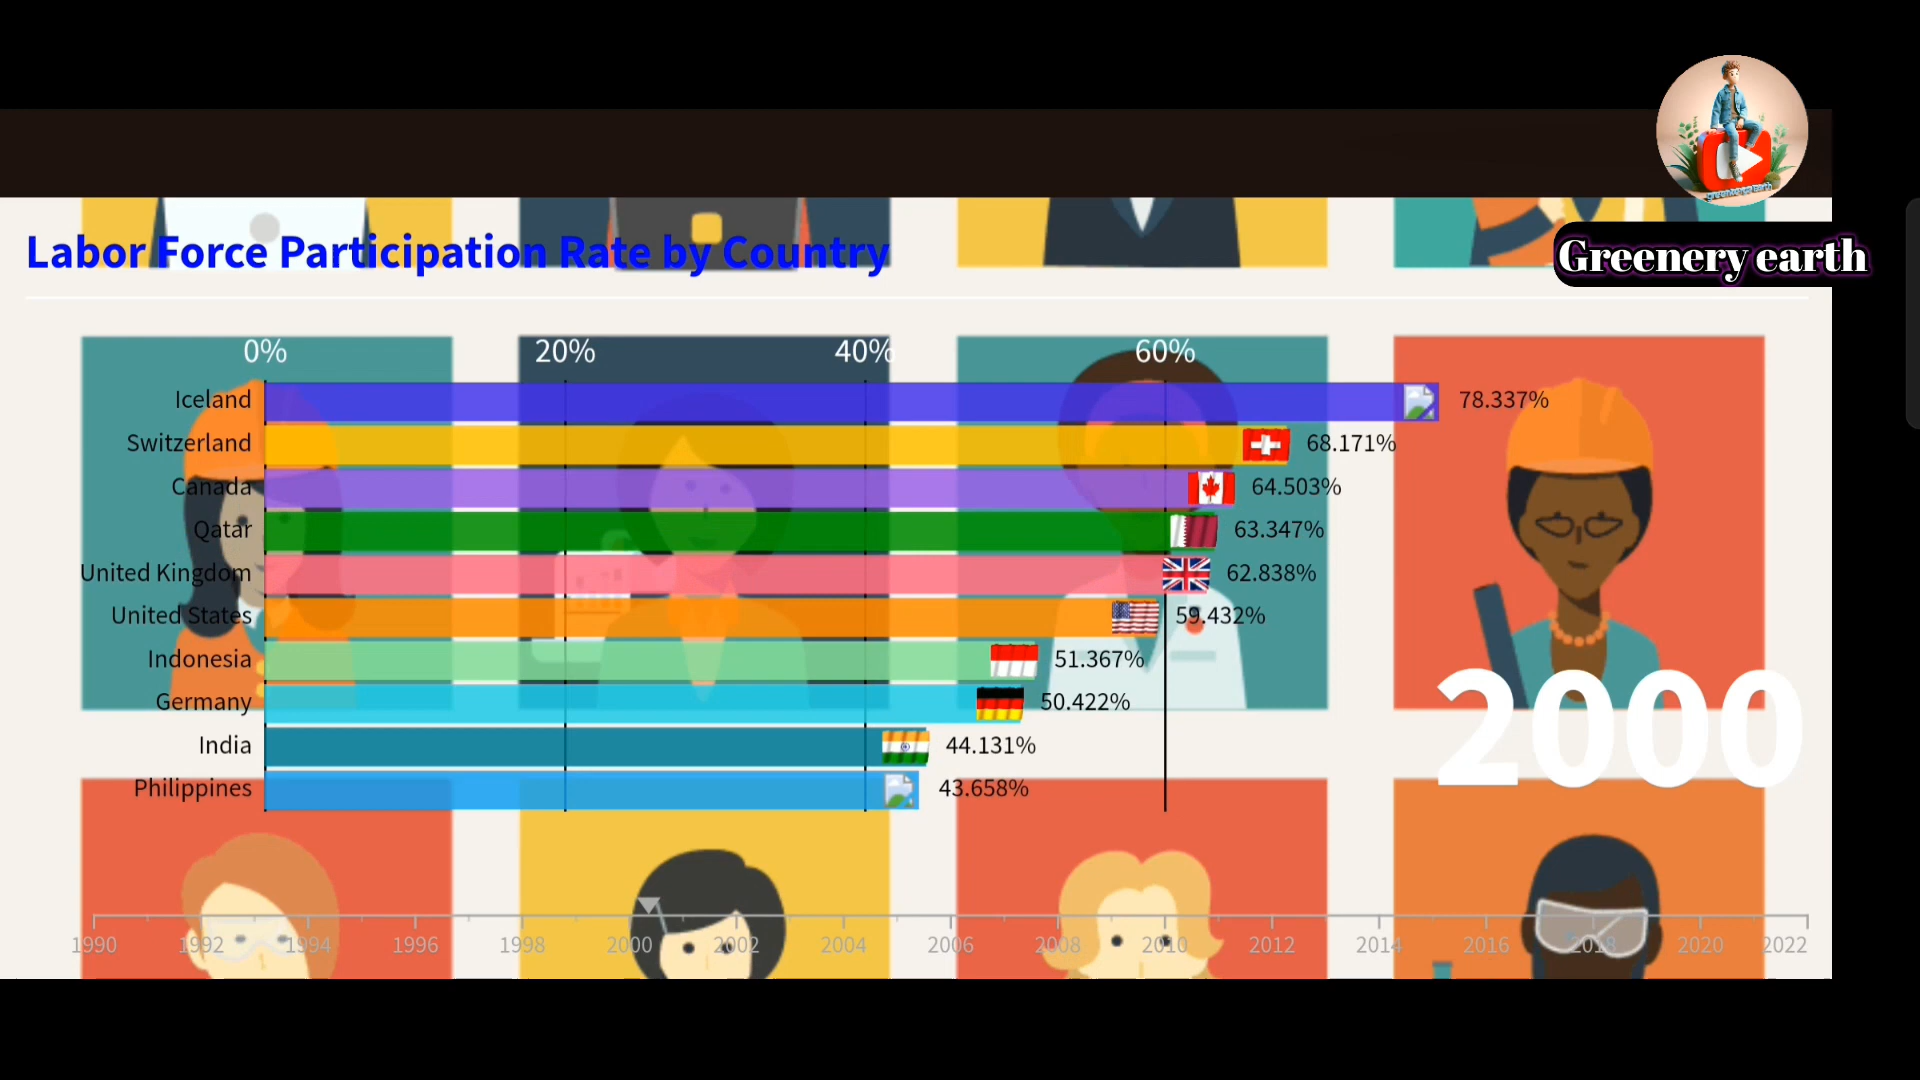 Labor Force Participation Rate by Country
Greenery earth
0% 20% 40% 60%
Iceland 78.337%
Switzerland 68.171%
Canada 64.503%
Qatar 63.347%
United Kingdom 62.838%
United States 59.432%
Indonesia 51.367%
Germany 50.422%
India 44.131%
Philippines 43.658%
2000
1990 1992 1994 1996 1998 2000 2002 2004 2006 2008 2010 2012 2014 2016 2018 2020 2022